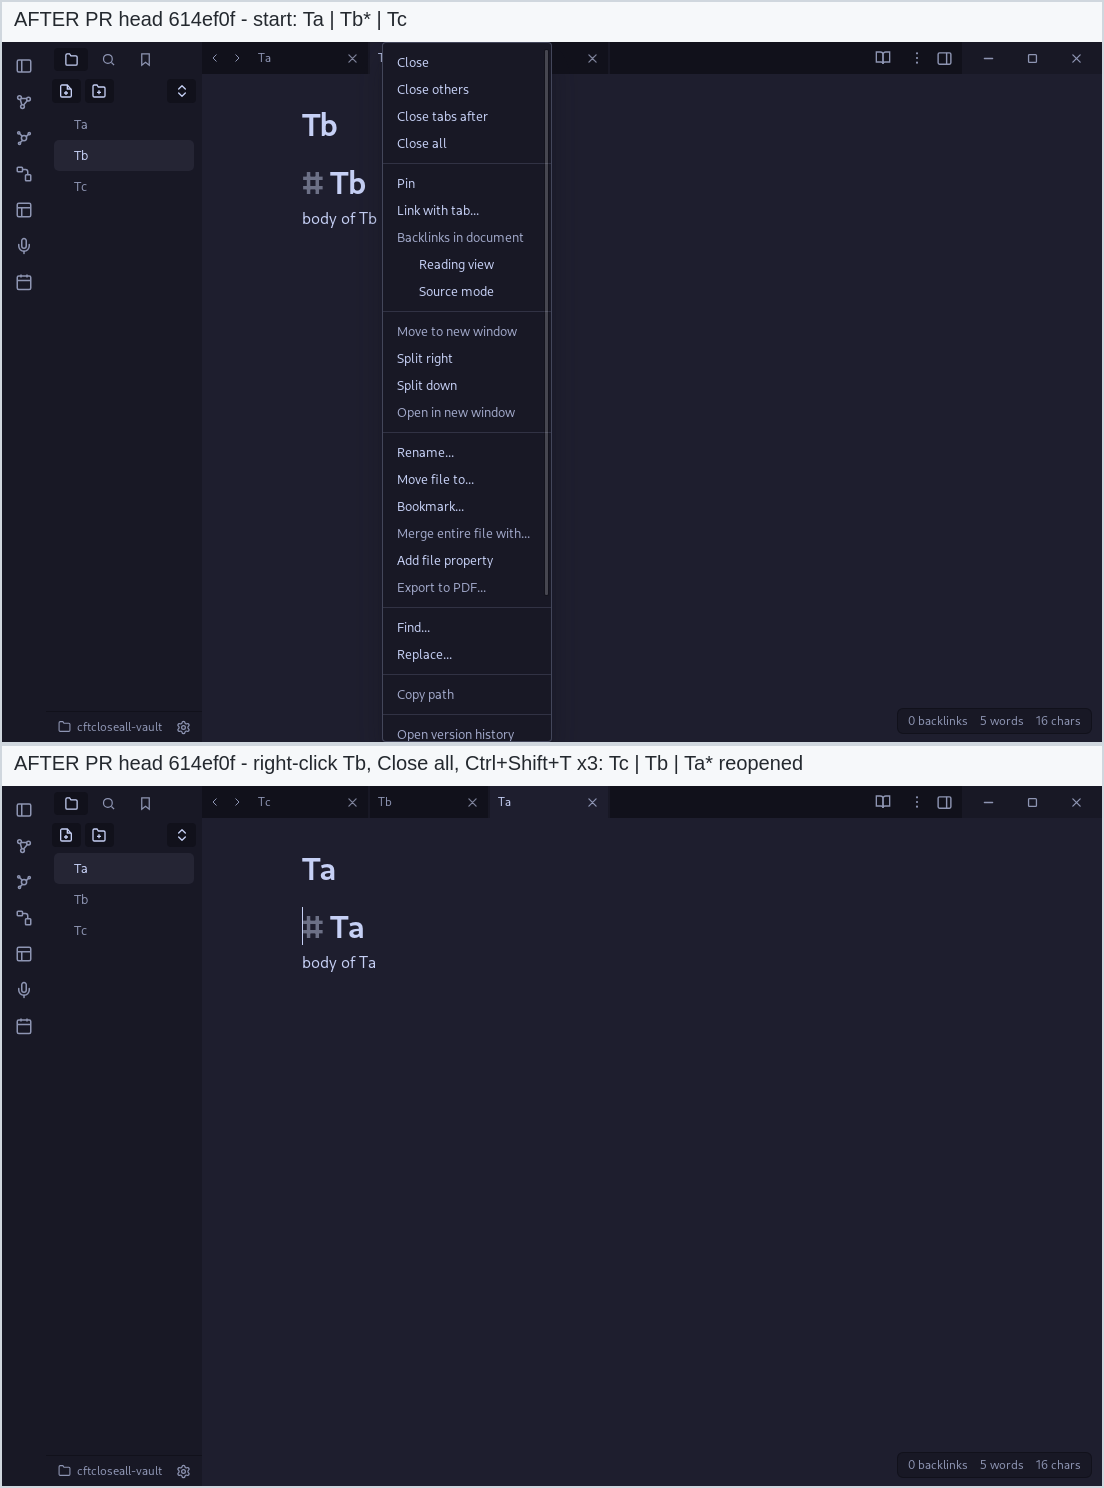 AFTER PR head 614ef0f - start: Ta | Tb* | Tc
Ta
Ta
Tb
Tc
Tb
# Tb
body of Tb
Close
Close others
Close tabs after
Close all
Pin
Link with tab...
Backlinks in document
Reading view
Source mode
Move to new window
Split right
Split down
Open in new window
Rename...
Move file to...
Bookmark...
Merge entire file with...
Add file property
Export to PDF...
Find...
Replace...
Copy path
Open version history
cftcloseall-vault
0 backlinks 5 words 16 chars
AFTER PR head 614ef0f - right-click Tb, Close all, Ctrl+Shift+T x3: Tc | Tb | Ta* reopened
Tc Tb Ta
Ta
Tb
Tc
Ta
# Ta
body of Ta
cftcloseall-vault
0 backlinks 5 words 16 chars